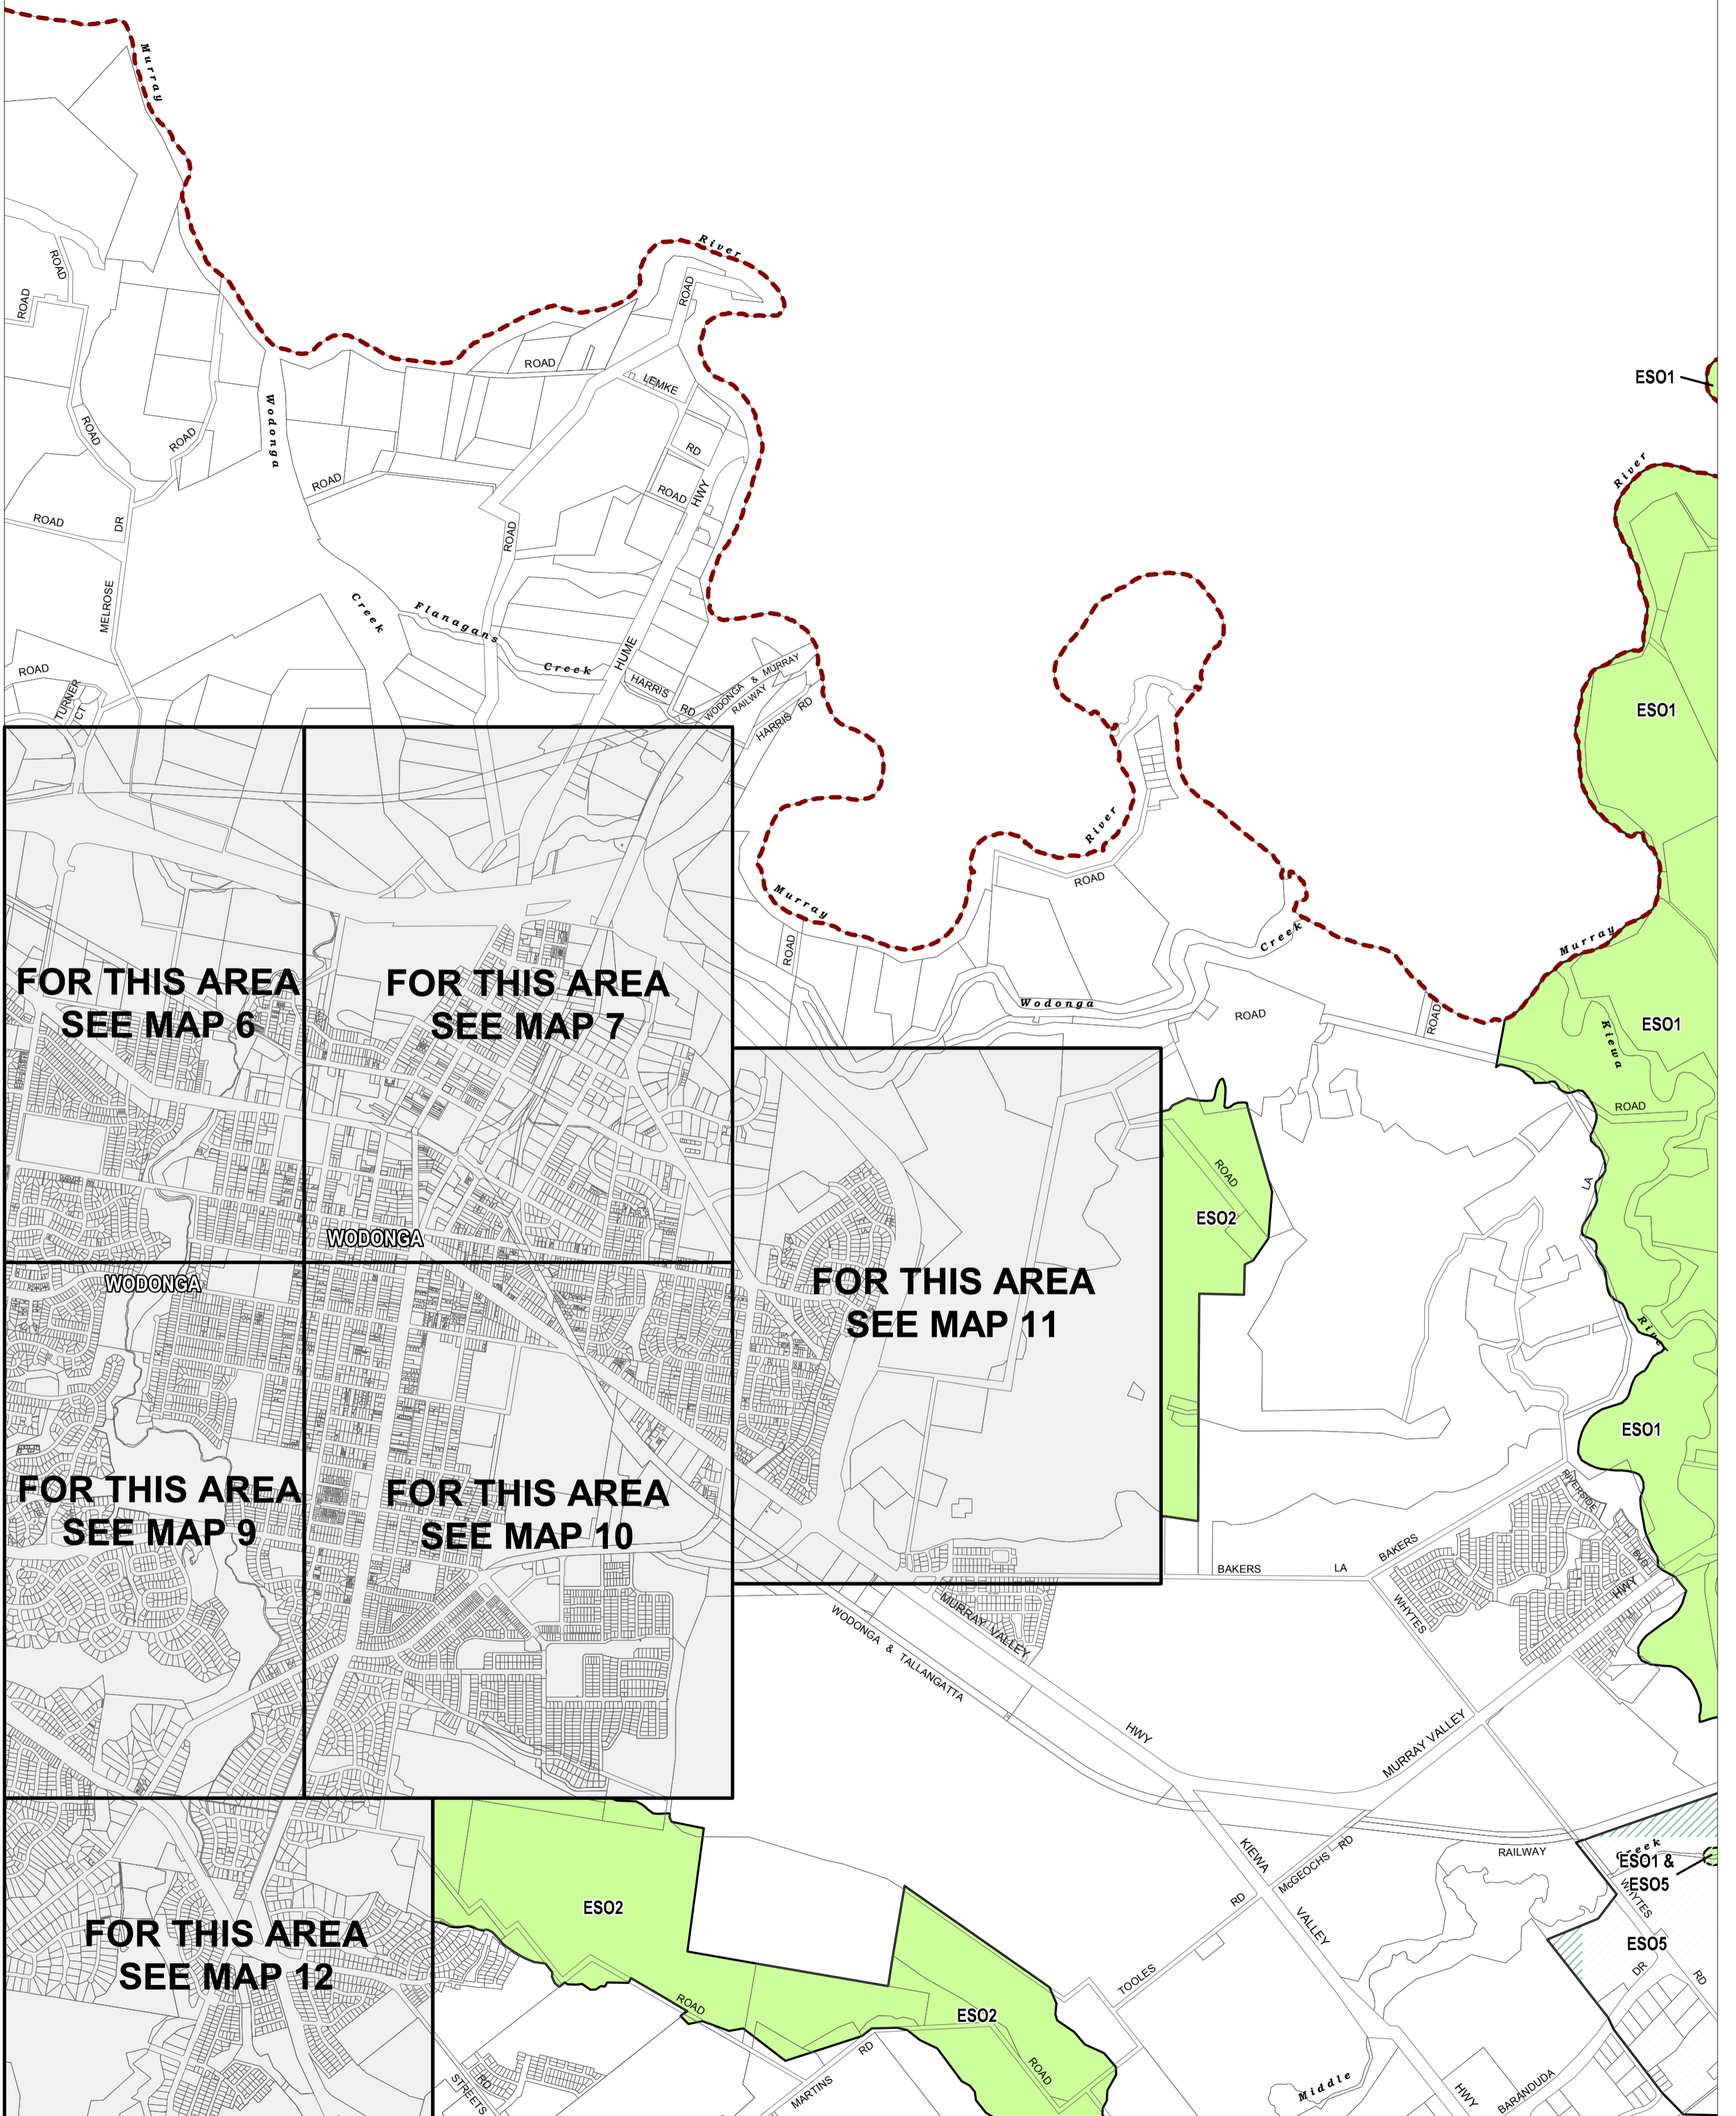 Murray
River
ROAD
ROAD
ROAD
ROAD
LEMKE
ESO1
Wodonga
ROAD
ROAD
RD
River
ROAD
ROAD
HWY
ROAD
DR
ROAD
MELROSE
Creek
Flanagans
Creek
HUME
ROAD
HARRIS
WODONGA & MURRAY
RAILWAY
TURNER
CT
RD
HARRIS RD
ESO1
River
ROAD
Murray
Creek
Murray
ROAD
FOR THIS AREA
SEE MAP 6
FOR THIS AREA
SEE MAP 7
Wodonga
ROAD
ROAD
Kiewa
ESO1
ROAD
ROAD
LA
ESO2
WODONGA
WODONGA
FOR THIS AREA
SEE MAP 11
River
ESO1
FOR THIS AREA
SEE MAP 9
FOR THIS AREA
SEE MAP 10
RIVERSIDE
BVD
BAKERS
BAKERS
LA
HWY
WHYTES
MURRAY VALLEY
WODONGA & TALLANGATTA
HWY
MURRAY VALLEY
KIEWA
McGEOCHS RD
RAILWAY
Creek
ESO1 &
ESO5
WHYTES
ESO2
RD
VALLEY
FOR THIS AREA
SEE MAP 12
ESO5
DR
RD
TOOLES
ROAD
ESO2
RD
ROAD
Middle
RD
STREETS
MARTINS
HWY
BARANDUDA